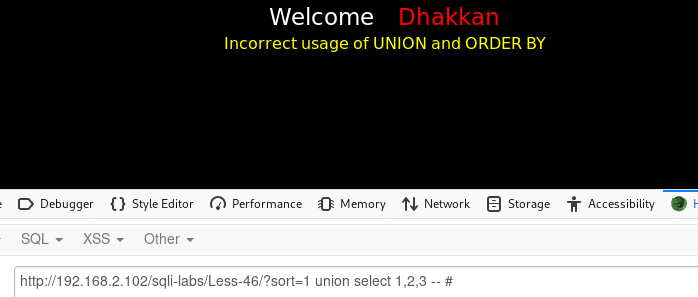 Welcome Dhakkan
Incorrect usage of UNION and ORDER BY
Debugger Style Editor Performance Memory Network Storage Accessibility
SQL XSS Other
http://192.168.2.102/sqli-labs/Less-46/?sort=1 union select 1,2,3 -- #